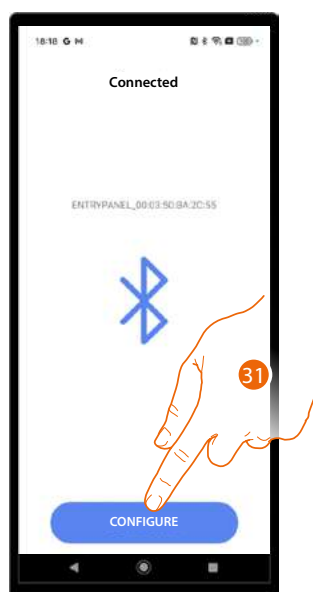 18:18 G M
Connected
ENTRYPANEL_00:03:50:BA:2C:55
31
CONFIGURE